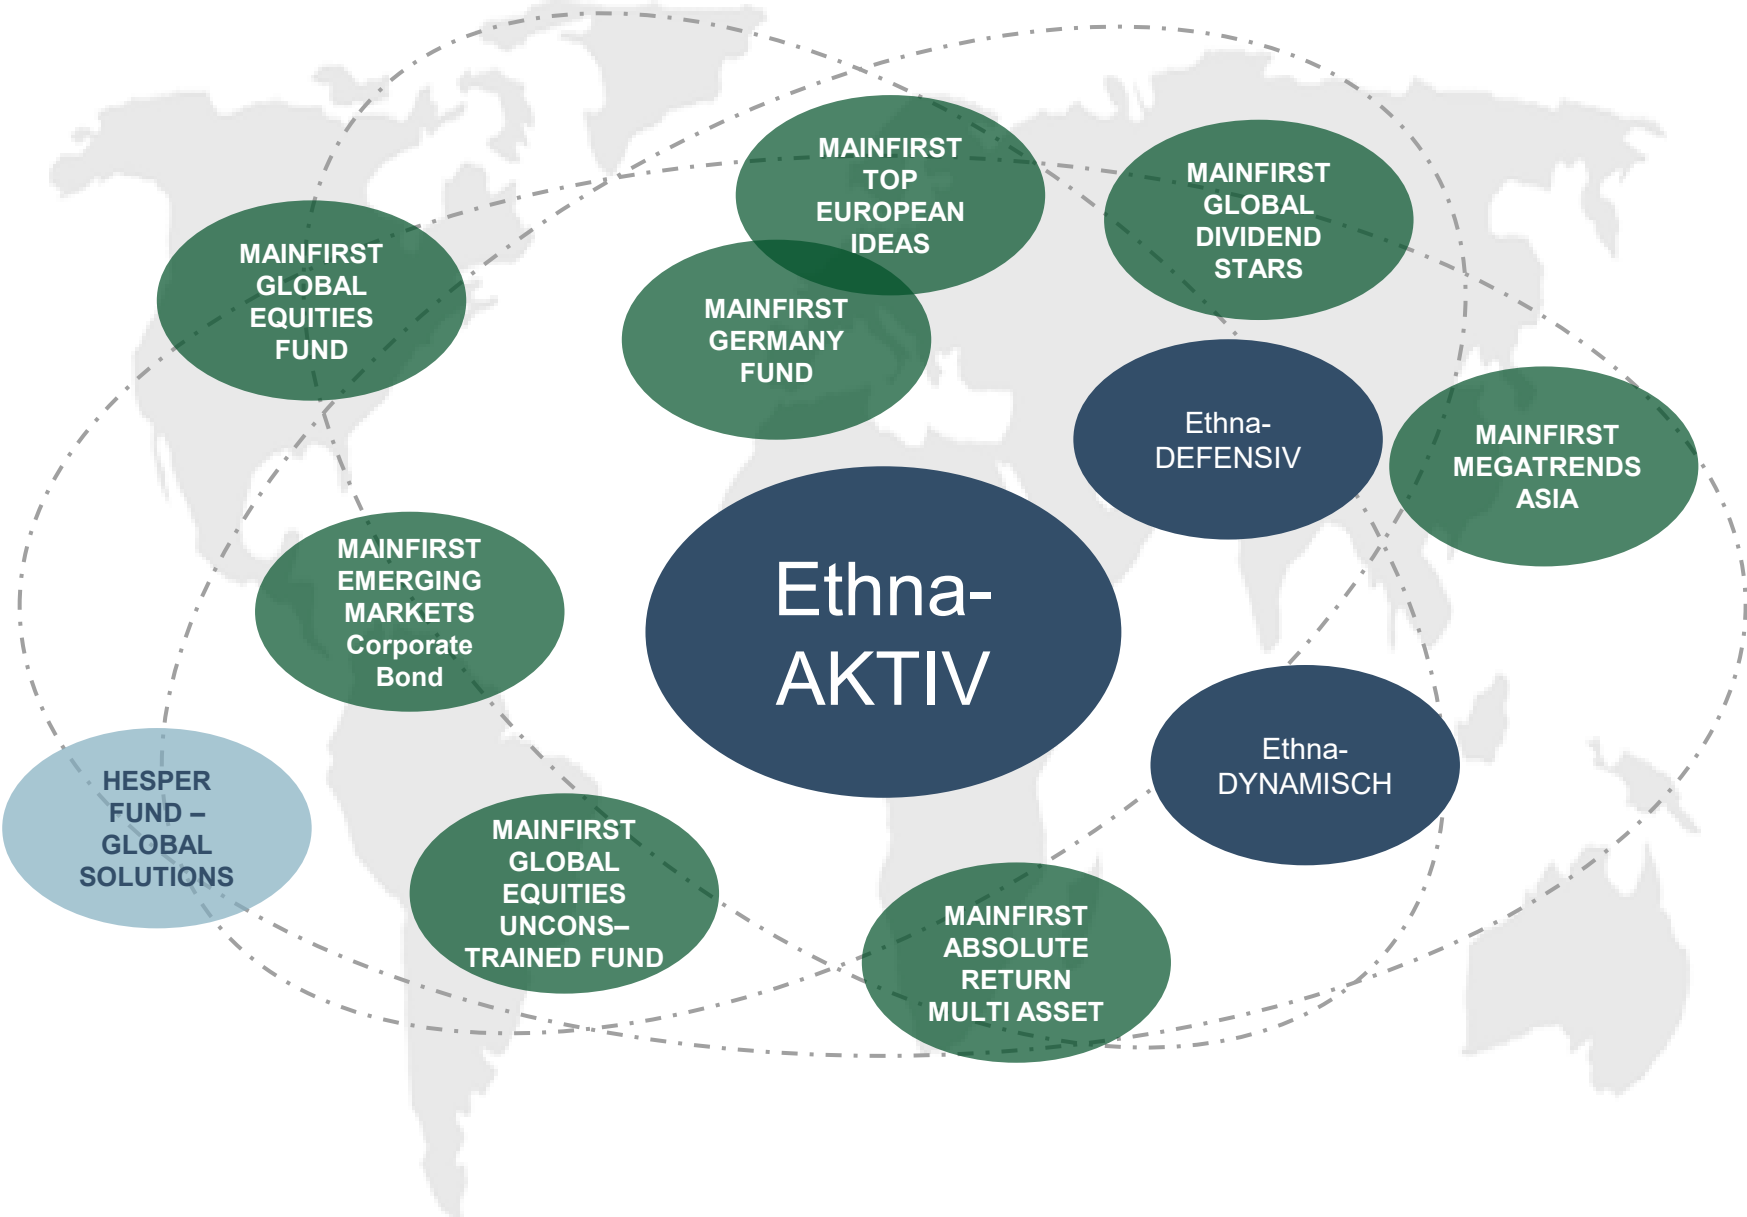 MAINFIRST
TOP
EUROPEAN
IDEAS
MAINFIRST
GLOBAL
DIVIDEND
STARS
MAINFIRST
GLOBAL
EQUITIES
FUND
MAINFIRST
GERMANY
FUND
Ethna-
DEFENSIV
MAINFIRST
MEGATRENDS
ASIA
MAINFIRST
EMERGING
MARKETS
Corporate
Bond
Ethna-
AKTIV
Ethna-
DYNAMISCH
HESPER
FUND –
GLOBAL
SOLUTIONS
MAINFIRST
GLOBAL
EQUITIES
UNCONS–
TRAINED FUND
MAINFIRST
ABSOLUTE
RETURN
MULTI ASSET